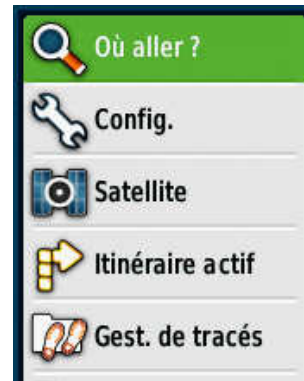 Où aller ?
Config.
Satellite
Itinéraire actif
Gest. de tracés